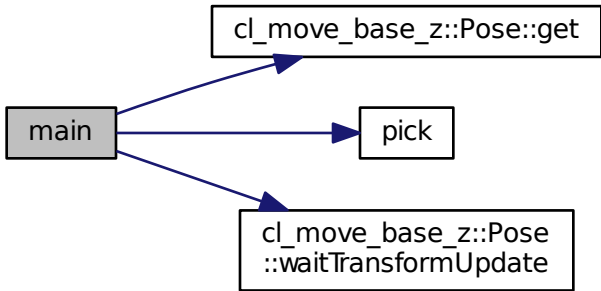 cl_move_base_z::Pose::get
main
pick
cl_move_base_z::Pose
::waitTransformUpdate